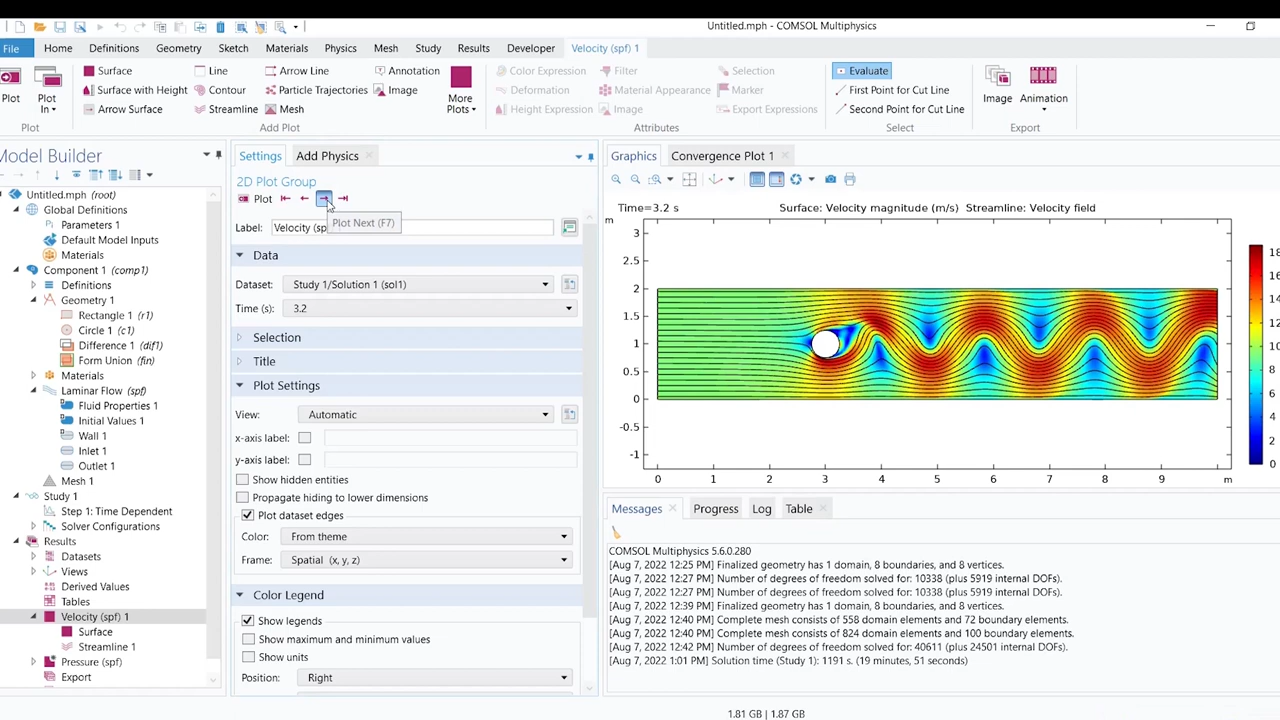 Untitled.mph - COMSOL Multiphysics
File Home Definitions Geometry Sketch Materials Physics Mesh Study Results Developer Velocity (spf) 1
Surface Line Arrow Line Annotation Color Expression Filter Selection Evaluate
Plot Plot In Surface with Height Contour Particle Trajectories Image More Plots Deformation Material Appearance Marker First Point for Cut Line Image Animation
Arrow Surface Streamline Mesh Height Expression Image Export Expressions Second Point for Cut Line
Plot Add Plot Attributes Select Export
Model Builder
Untitled.mph (root)
Global Definitions
Parameters 1
Default Model Inputs
Materials
Component 1 (comp1)
Definitions
Geometry 1
Rectangle 1 (r1)
Circle 1 (c1)
Difference 1 (dif1)
Form Union (fin)
Materials
Laminar Flow (spf)
Fluid Properties 1
Initial Values 1
Wall 1
Inlet 1
Outlet 1
Mesh 1
Study 1
Step 1: Time Dependent
Solver Configurations
Results
Datasets
Views
Derived Values
Tables
Velocity (spf) 1
Surface
Streamline 1
Pressure (spf)
Export
Settings Add Physics
2D Plot Group
Plot
Label: Velocity (sp
Plot Next (F7)
Data
Dataset: Study 1/Solution 1 (sol1)
Time (s): 3.2
Selection
Title
Plot Settings
View: Automatic
x-axis label:
y-axis label:
Show hidden entities
Propagate hiding to lower dimensions
Plot dataset edges
Color: From theme
Frame: Spatial (x, y, z)
Color Legend
Show legends
Show maximum and minimum values
Show units
Position: Right
Graphics Convergence Plot 1
Time=3.2 s Surface: Velocity magnitude (m/s) Streamline: Velocity field
m
3
2.5
2
1.5
1
0.5
0
-0.5
-1
0 1 2 3 4 5 6 7 8 9 m
18
16
14
12
10
8
6
4
2
0
Messages Progress Log Table
COMSOL Multiphysics 5.6.0.280
[Aug 7, 2022 12:25 PM] Finalized geometry has 1 domain, 8 boundaries, and 8 vertices.
[Aug 7, 2022 12:27 PM] Number of degrees of freedom solved for: 10338 (plus 5919 internal DOFs).
[Aug 7, 2022 12:27 PM] Number of degrees of freedom solved for: 10338 (plus 5919 internal DOFs).
[Aug 7, 2022 12:39 PM] Finalized geometry has 1 domain, 8 boundaries, and 8 vertices.
[Aug 7, 2022 12:40 PM] Complete mesh consists of 558 domain elements and 72 boundary elements.
[Aug 7, 2022 12:40 PM] Complete mesh consists of 824 domain elements and 100 boundary elements.
[Aug 7, 2022 12:42 PM] Number of degrees of freedom solved for: 40611 (plus 24501 internal DOFs).
[Aug 7, 2022 1:01 PM] Solution time (Study 1): 1191 s. (19 minutes, 51 seconds)
1.81 GB | 1.87 GB